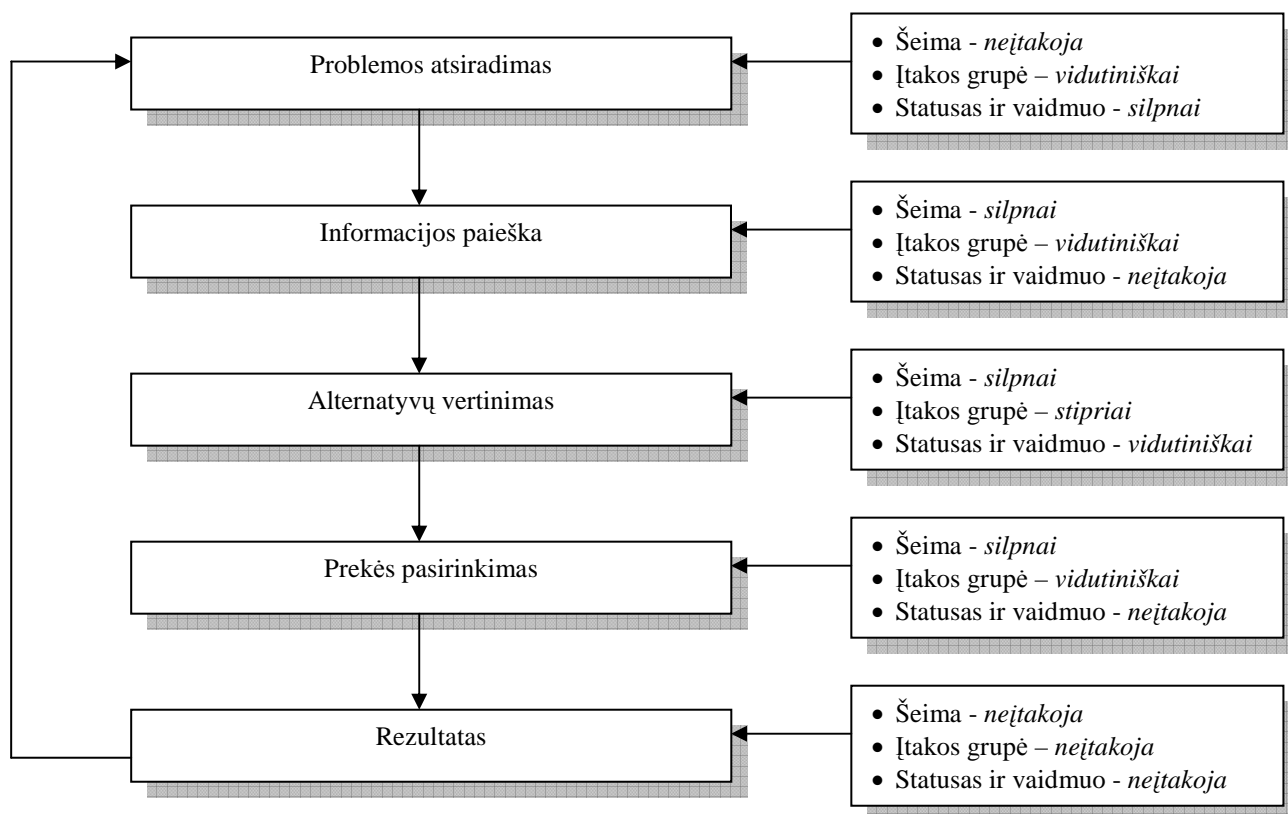 Problemos atsiradimas
• Šeima - neįtakoja
• Įtakos grupė – vidutiniškai
• Statusas ir vaidmuo - silpnai
Informacijos paieška
• Šeima - silpnai
• Įtakos grupė – vidutiniškai
• Statusas ir vaidmuo - neįtakoja
Alternatyvų vertinimas
• Šeima - silpnai
• Įtakos grupė – stipriai
• Statusas ir vaidmuo - vidutiniškai
Prekės pasirinkimas
• Šeima - silpnai
• Įtakos grupė – vidutiniškai
• Statusas ir vaidmuo - neįtakoja
Rezultatas
• Šeima - neįtakoja
• Įtakos grupė – neįtakoja
• Statusas ir vaidmuo - neįtakoja